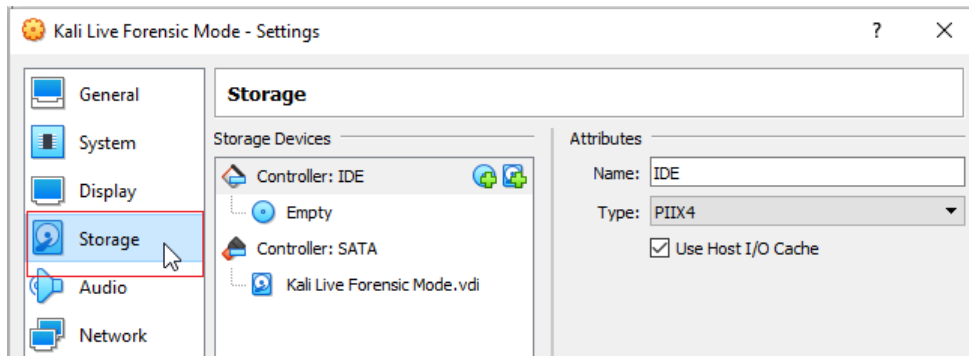 Kali Live Forensic Mode - Settings
?
General
System
Display
Storage
Audio
Network
Storage
Storage Devices
Controller: IDE
Empty
Controller: SATA
Kali Live Forensic Mode.vdi
Attributes
Name: IDE
Type: PIIX4
Use Host I/O Cache